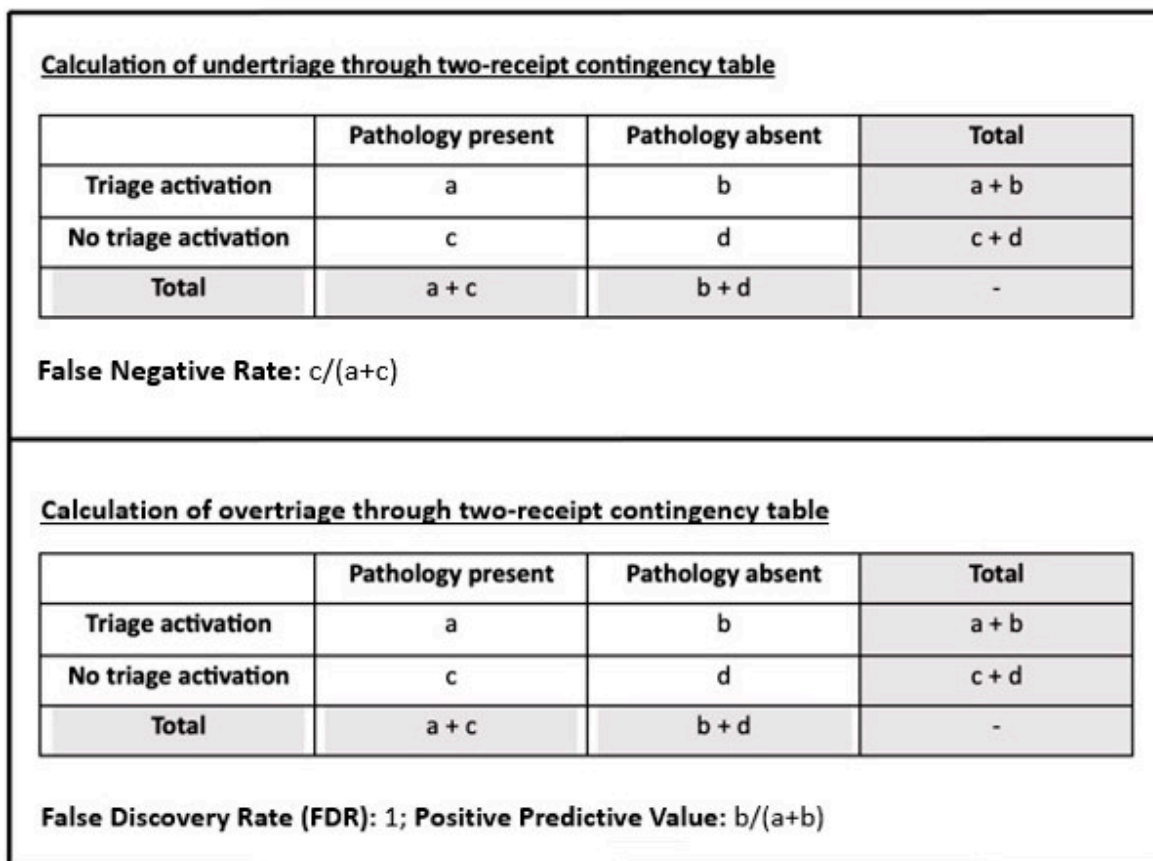 Calculation of undertriage through two-receipt contingency table
Pathology present Pathology absent Total
Triage activation a b a + b
No triage activation c d c + d
Total a + c b + d -
False Negative Rate: c/(a+c)
Calculation of overtriage through two-receipt contingency table
Pathology present Pathology absent Total
Triage activation a b a + b
No triage activation c d c + d
Total a + c b + d -
False Discovery Rate (FDR): 1; Positive Predictive Value: b/(a+b)